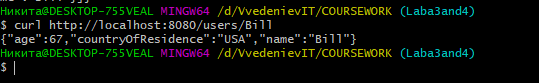 Никита@DESKTOP-755VEAL MINGW64 /d/VvedenievIT/COURSEWORK (Laba3and4)
$ curl http://localhost:8080/users/Bill
{"age":67,"countryOfResidence":"USA","name":"Bill"}
Никита@DESKTOP-755VEAL MINGW64 /d/VvedenievIT/COURSEWORK (Laba3and4)
$